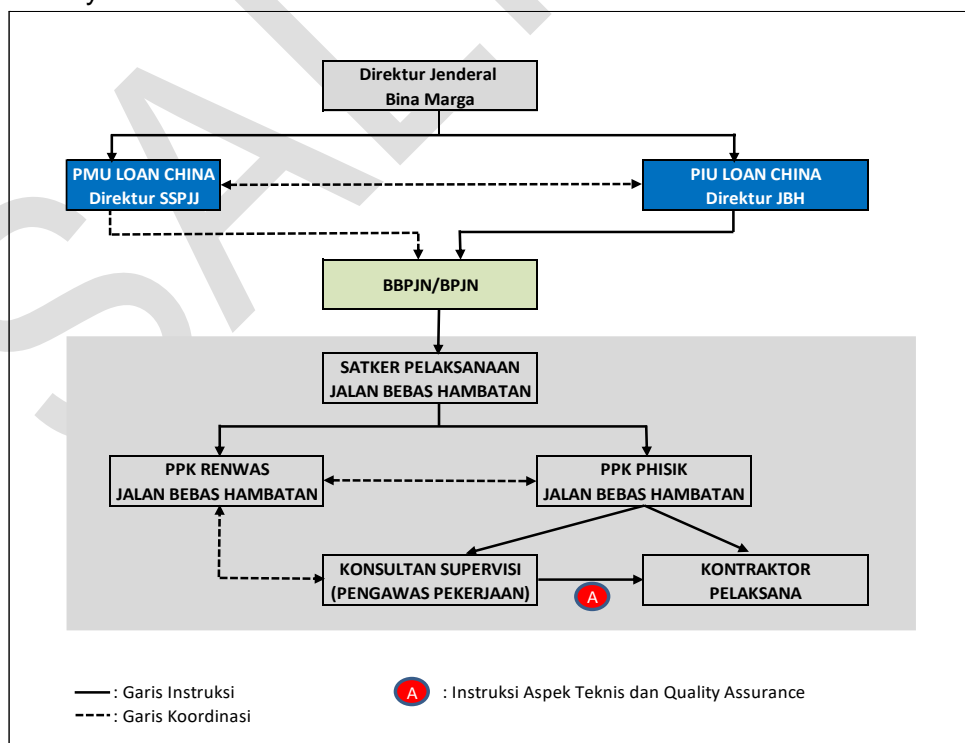 Direktur Jenderal
Bina Marga
PMU LOAN CHINA
Direktur SSPJJ
PIU LOAN CHINA
Direktur JBH
BBPJN/BPJN
SATKER PELAKSANAAN
JALAN BEBAS HAMBATAN
PPK RENWAS
JALAN BEBAS HAMBATAN
PPK PHISIK
JALAN BEBAS HAMBATAN
KONSULTAN SUPERVISI
(PENGAWAS PEKERJAAN)
A
KONTRAKTOR
PELAKSANA
: Garis Instruksi
A : Instruksi Aspek Teknis dan Quality Assurance
: Garis Koordinasi